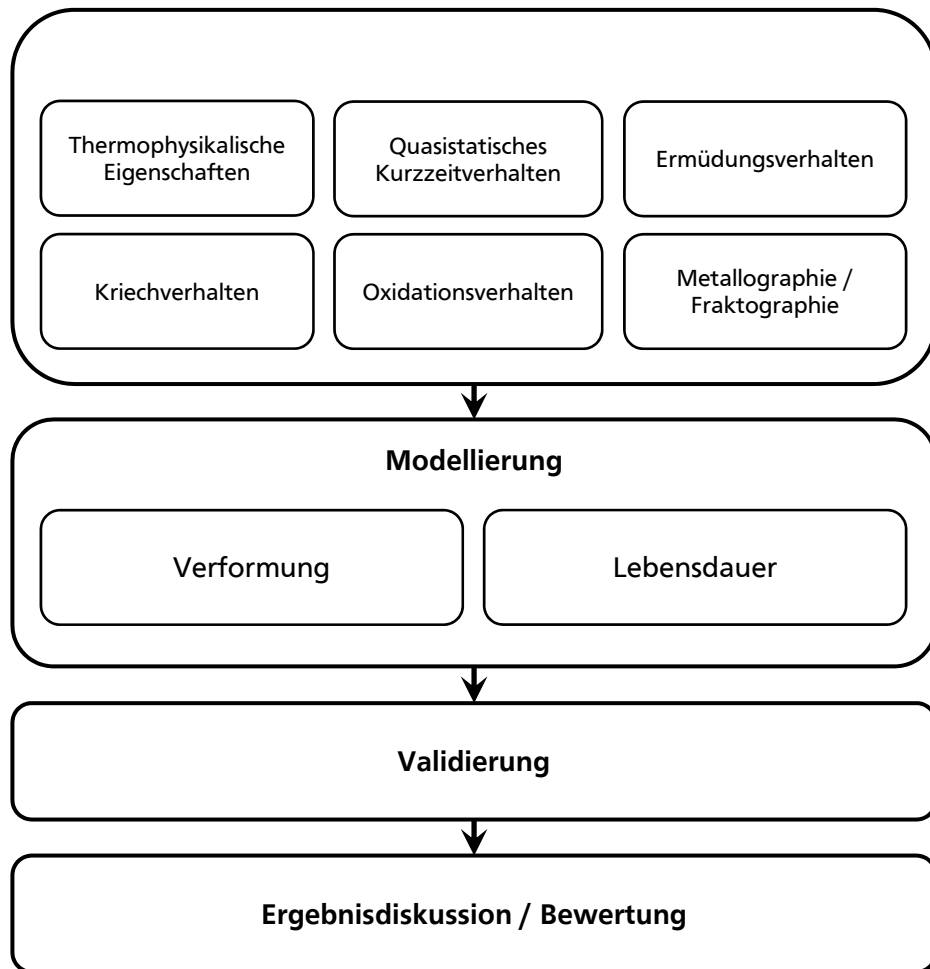 Thermophysikalische
Eigenschaften
Quasistatisches
Kurzzeitverhalten
Ermüdungsverhalten
Kriechverhalten
Oxidationsverhalten
Metallographie /
Fraktographie
Modellierung
Verformung
Lebensdauer
Validierung
Ergebnisdiskussion / Bewertung